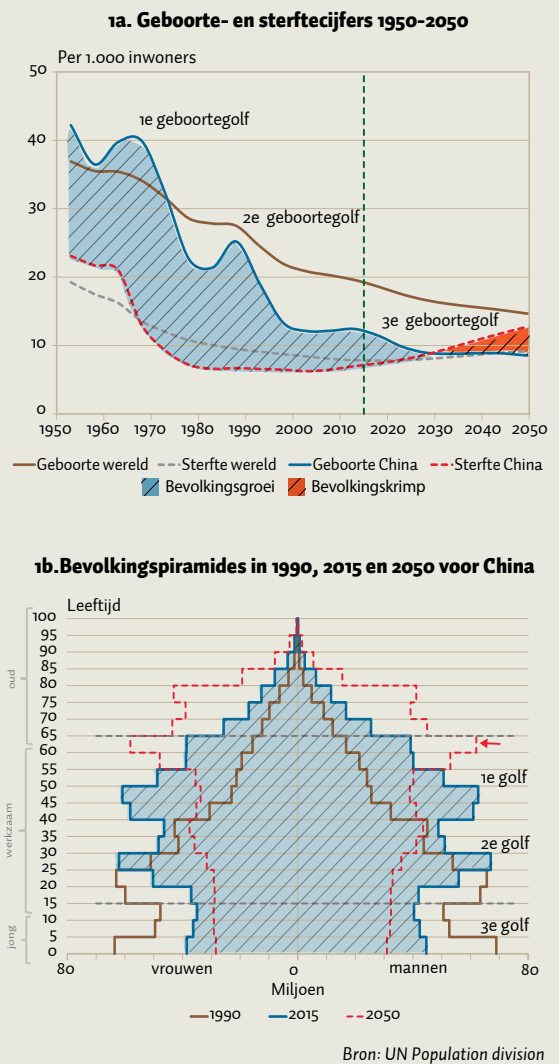 1a. Geboorte- en sterftecijfers 1950-2050
Per 1.000 inwoners
50
40
30
20
10
0
1e geboortegolf
2e geboortegolf
3e geboortegolf
1950 1960 1970 1980 1990 2000 2010 2020 2030 2040 2050
Geboorte wereld Sterfte wereld Geboorte China Sterfte China
Bevolkingsgroei Bevolkingskrimp
1b.Bevolkingspiramides in 1990, 2015 en 2050 voor China
Leeftijd
100
95
90
85
80
75
70
65
60
55
50
45
40
35
30
25
20
15
10
5
0
oud
werkzaam
jong
1e golf
2e golf
3e golf
80 vrouwen 0 mannen 80
Miljoen
1990 2015 2050
Bron: UN Population division